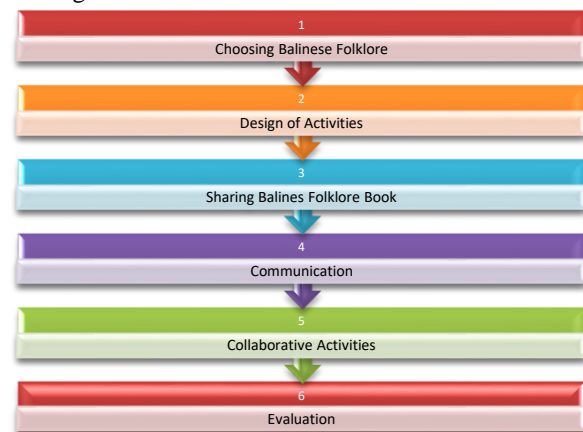 1
Choosing Balinese Folklore
2
Design of Activities
3
Sharing Balines Folklore Book
4
Communication
5
Collaborative Activities
6
Evaluation